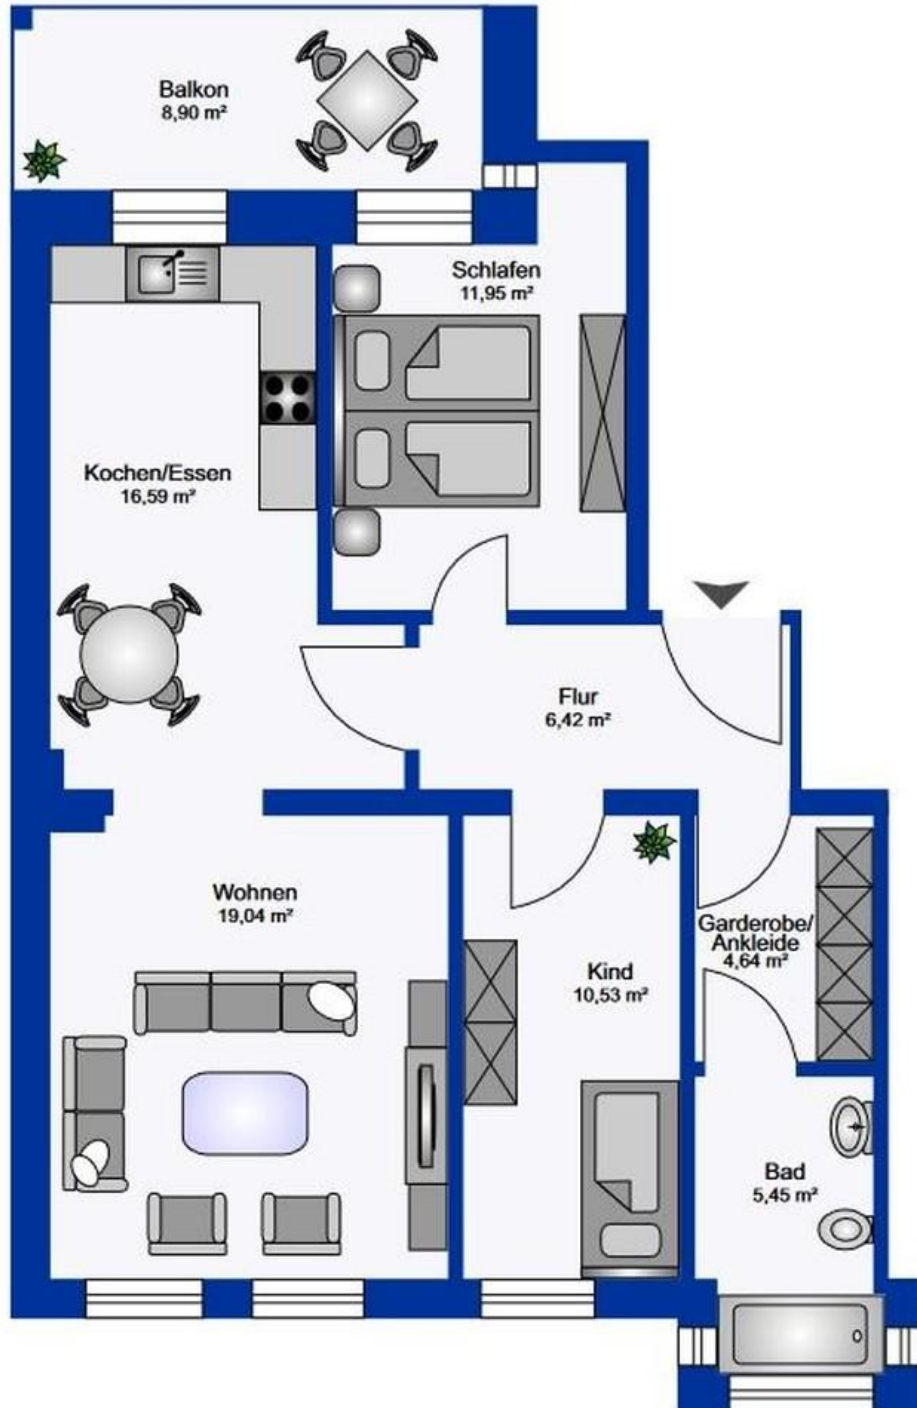 Balkon
8,90 m²
Schlafen
11,95 m²
Kochen/Essen
16,59 m²
Flur
6,42 m²
Wohnen
19,04 m²
Garderobe/
Ankleide
4,64 m²
Kind
10,53 m²
Bad
5,45 m²